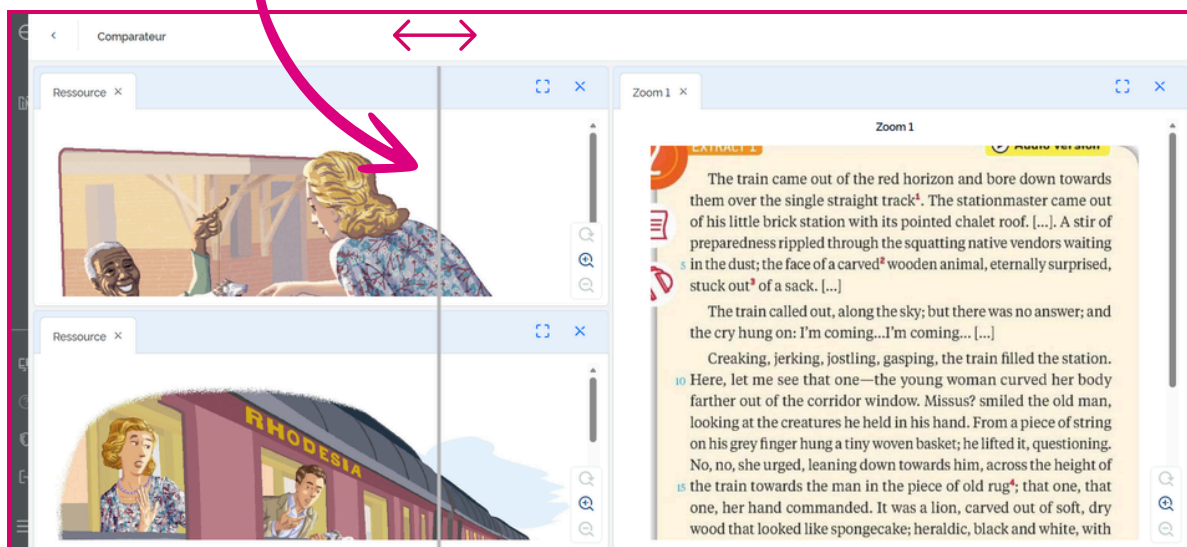 Comparateur
Ressource
Ressource
RHODESIA
Zoom 1
Zoom 1
EXTRACT 1
Audio version
The train came out of the red horizon and bore down towards
them over the single straight track¹. The stationmaster came out
of his little brick station with its pointed chalet roof. [...]. A stir of
preparedness rippled through the squatting native vendors waiting
5 in the dust; the face of a carved² wooden animal, eternally surprised,
stuck out³ of a sack. [...]
The train called out, along the sky; but there was no answer; and
the cry hung on: I'm coming...I'm coming... [...]
Creaking, jerking, jostling, gasping, the train filled the station.
10 Here, let me see that one—the young woman curved her body
farther out of the corridor window. Missus? smiled the old man,
looking at the creatures he held in his hand. From a piece of string
on his grey finger hung a tiny woven basket; he lifted it, questioning.
No, no, she urged, leaning down towards him, across the height of
15 the train towards the man in the piece of old rug⁴; that one, that
one, her hand commanded. It was a lion, carved out of soft, dry
wood that looked like spongecake; heraldic, black and white, with